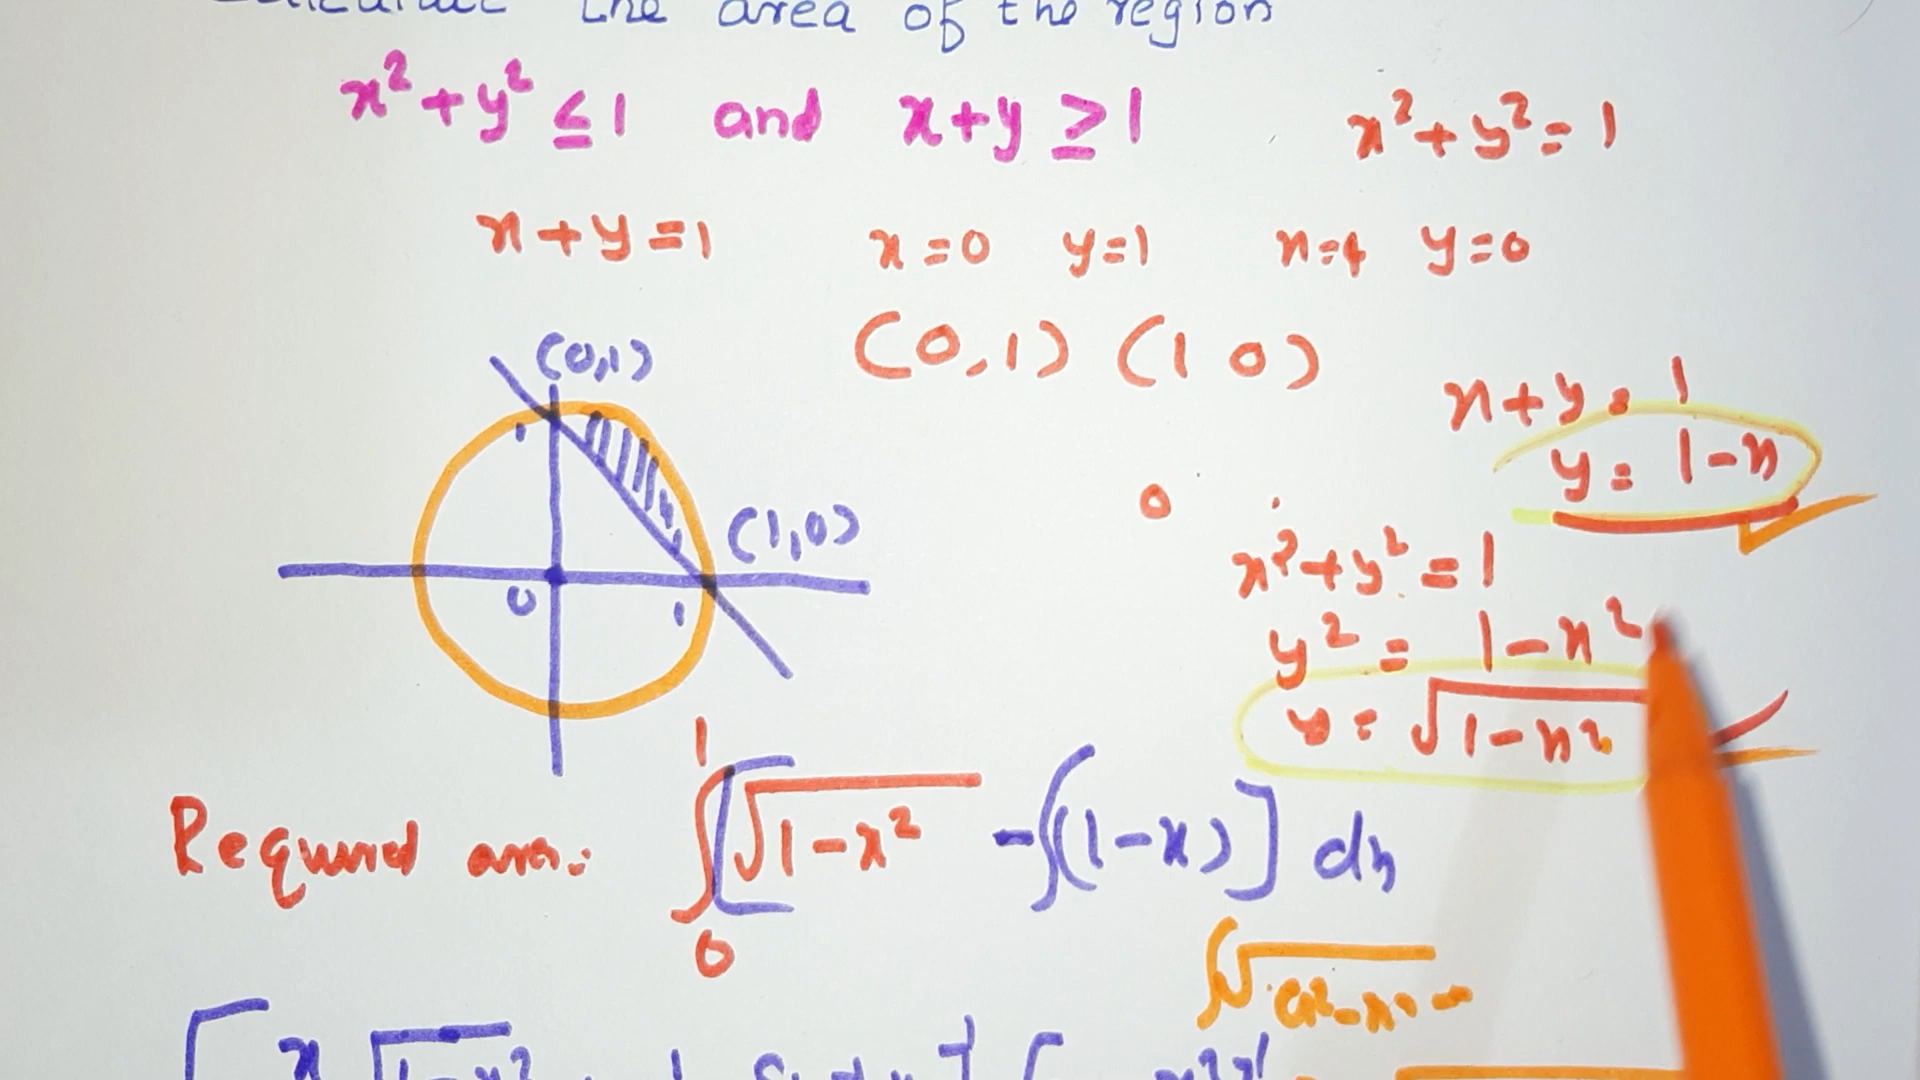 the area of the region
x² + y² ≤ 1 and x+y ≥ 1
x² + y² = 1
x + y = 1 x = 0 y = 1 x = 1 y = 0
(0,1) (1 0)
(0,1)
x + y = 1
y = 1 - x
1
(1,0)
0
x² + y² = 1
0 1
y² = 1 - x²
y = √1 - x²
Required area: ∫₀¹ [√1 - x² - ∫(1 - x)] dx